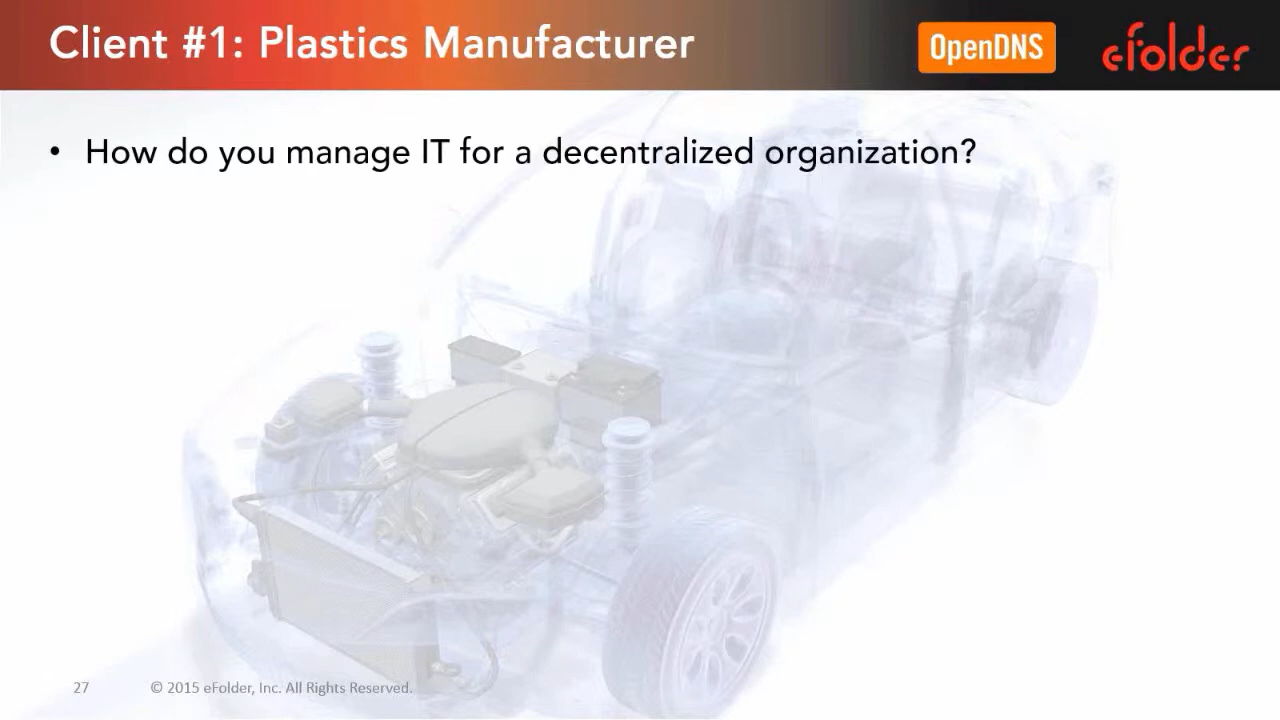 Client #1: Plastics Manufacturer
OpenDNS
eFolder
• How do you manage IT for a decentralized organization?
27
© 2015 eFolder, Inc. All Rights Reserved.